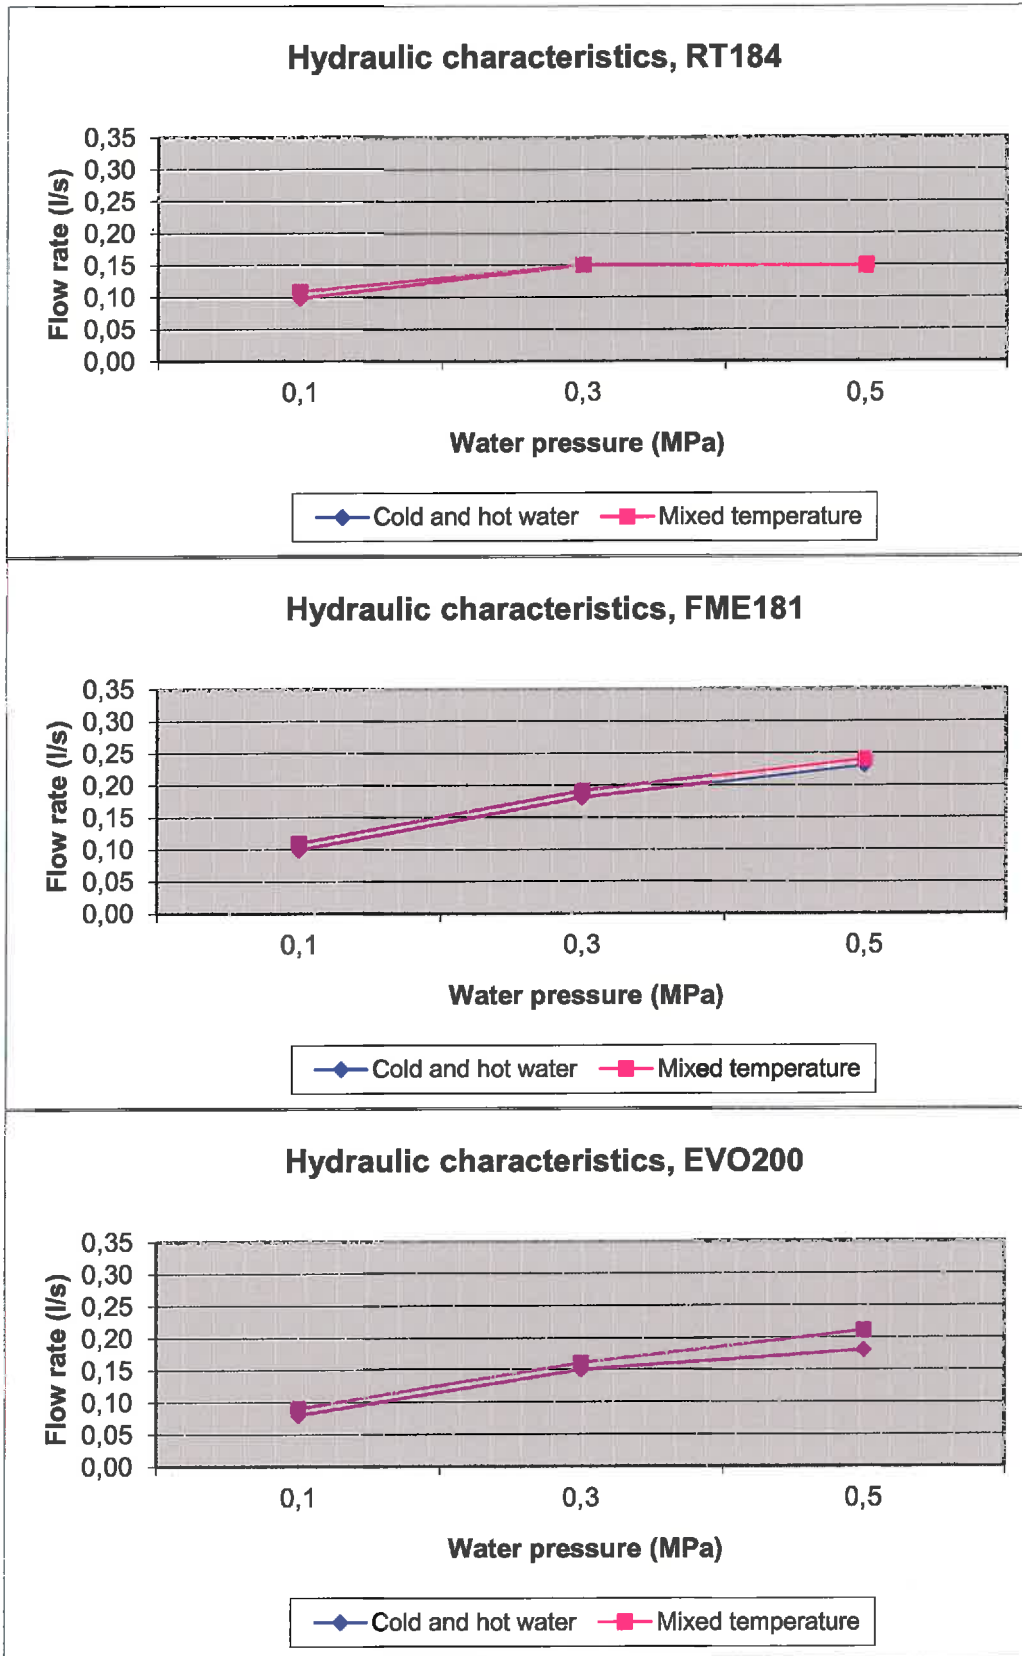 Hydraulic characteristics, RT184
Flow rate (l/s)
0,35
0,30
0,25
0,20
0,15
0,10
0,05
0,00
0,1 0,3 0,5
Water pressure (MPa)
Cold and hot water Mixed temperature
Hydraulic characteristics, FME181
Flow rate (l/s)
0,35
0,30
0,25
0,20
0,15
0,10
0,05
0,00
0,1 0,3 0,5
Water pressure (MPa)
Cold and hot water Mixed temperature
Hydraulic characteristics, EVO200
Flow rate (l/s)
0,35
0,30
0,25
0,20
0,15
0,10
0,05
0,00
0,1 0,3 0,5
Water pressure (MPa)
Cold and hot water Mixed temperature